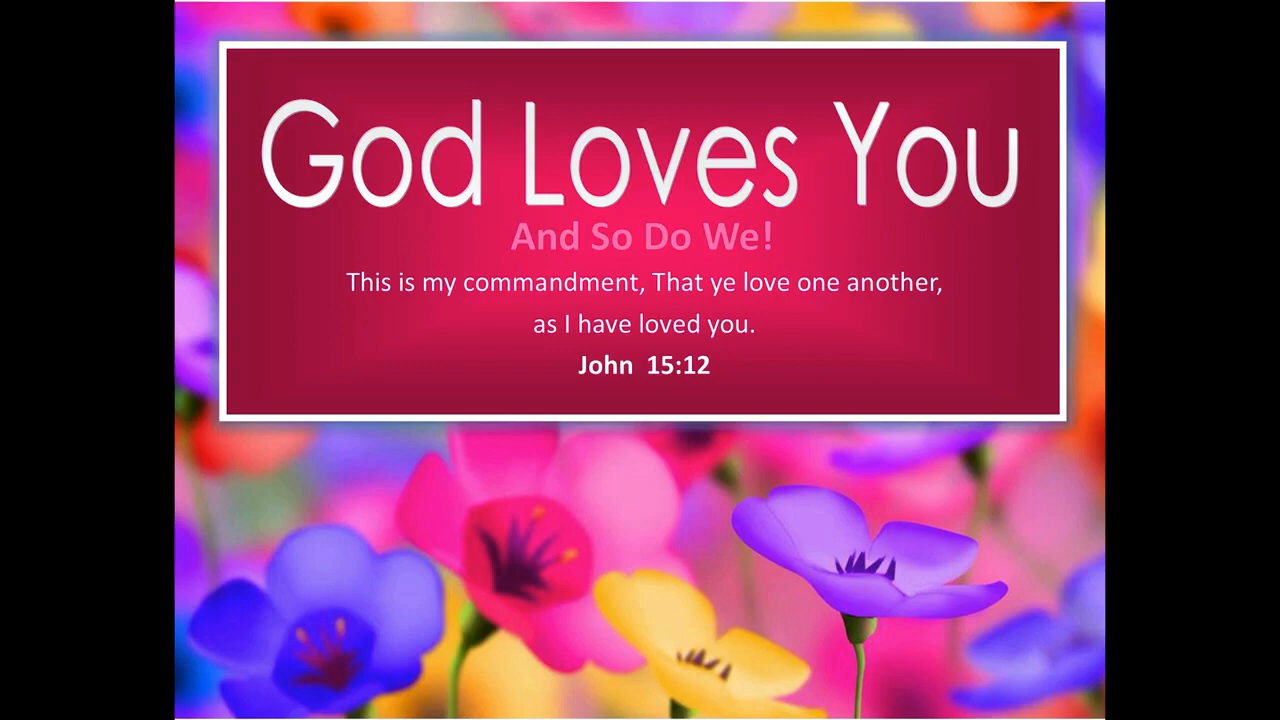 God Loves You
And So Do We!
This is my commandment, That ye love one another,
as I have loved you.
John  15:12